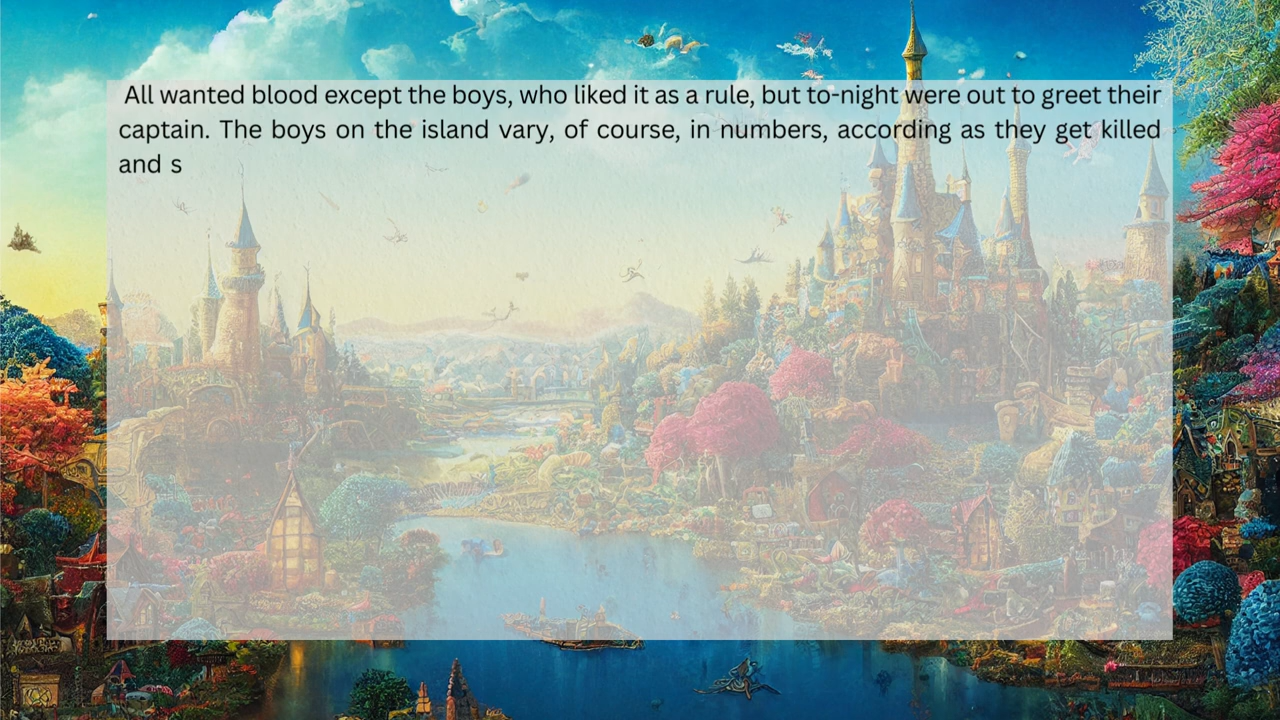 All wanted blood except the boys, who liked it as a rule, but to-night were out to greet their
captain. The boys on the island vary, of course, in numbers, according as they get killed
and s